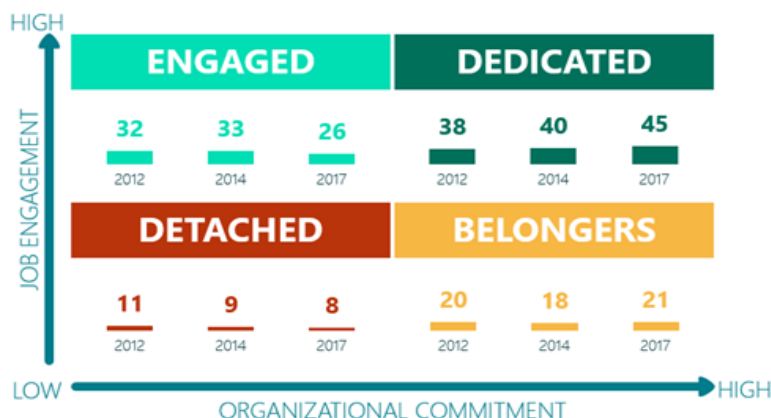 HIGH
ENGAGED DEDICATED
32 33 26 38 40 45
2012 2014 2017 2012 2014 2017
JOB ENGAGEMENT
DETACHED BELONGERS
11 9 8 20 18 21
2012 2014 2017 2012 2014 2017
LOW HIGH
ORGANIZATIONAL COMMITMENT